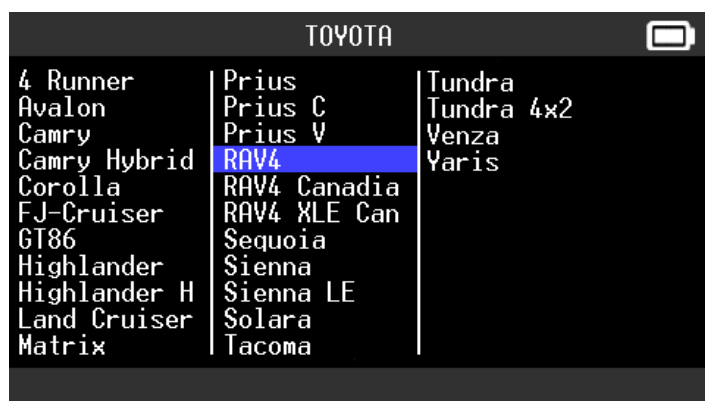 TOYOTA
4 Runner
Avalon
Camry
Camry Hybrid
Corolla
FJ-Cruiser
GT86
Highlander
Highlander H
Land Cruiser
Matrix
Prius
Prius C
Prius V
RAV4
RAV4 Canadia
RAV4 XLE Can
Sequoia
Sienna
Sienna LE
Solara
Tacoma
Tundra
Tundra 4x2
Venza
Yaris